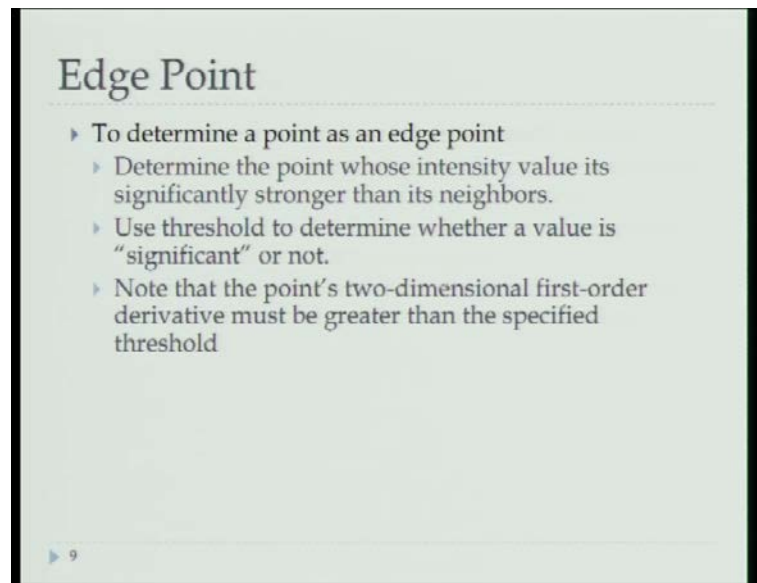 Edge Point
To determine a point as an edge point
Determine the point whose intensity value its
significantly stronger than its neighbors.
Use threshold to determine whether a value is
"significant" or not.
Note that the point's two-dimensional first-order
derivative must be greater than the specified
threshold
9